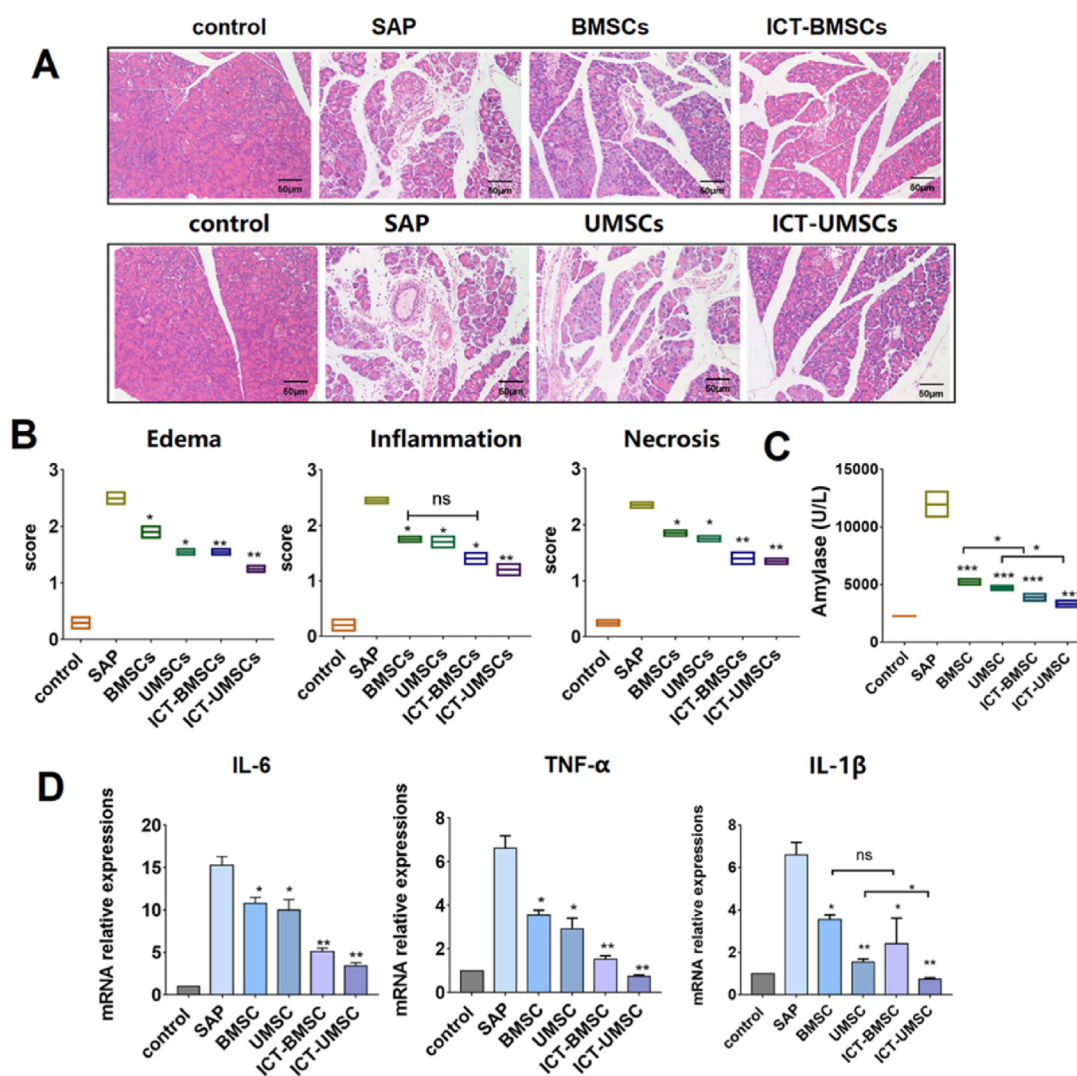 control SAP BMSCs ICT-BMSCs
A
50μm 50μm 50μm 50μm
control SAP UMSCs ICT-UMSCs
50μm 50μm 50μm 50μm
B
Edema Inflammation Necrosis
C
score
3
2
1
0
*
*
**
**
control SAP BMSCs UMSCs ICT-BMSCs ICT-UMSCs
score
3
2
1
0
ns
*
*
*
**
control SAP BMSCs UMSCs ICT-BMSCs ICT-UMSCs
score
3
2
1
0
*
*
**
**
control SAP BMSCs UMSCs ICT-BMSCs ICT-UMSCs
Amylase (U/L)
15000
10000
5000
0
*
*
***
***
***
***
Control SAP BMSC UMSC ICT-BMSC ICT-UMSC
D
IL-6 TNF-α IL-1β
mRNA relative expressions
20
15
10
5
0
*
*
**
**
control SAP BMSC UMSC ICT-BMSC ICT-UMSC
mRNA relative expressions
8
6
4
2
0
*
*
**
**
control SAP BMSC UMSC ICT-BMSC ICT-UMSC
mRNA relative expressions
8
6
4
2
0
ns
*
*
**
*
**
control SAP BMSC UMSC ICT-BMSC ICT-UMSC